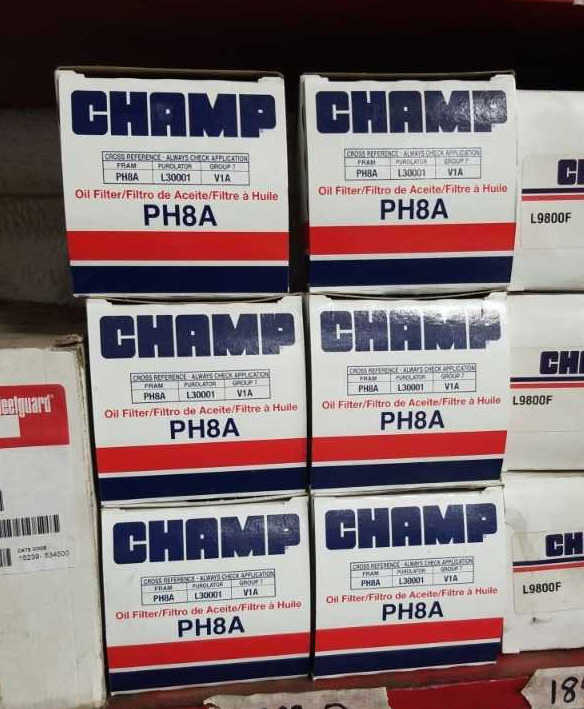 CHAMP
CROSS REFERENCE - ALWAYS CHECK APPLICATION
FRAM PUROLATOR GROUP 7
PH8A L30001 V1A
Oil Filter/Filtro de Aceite/Filtre à Huile
PH8A
CHAMP
CROSS REFERENCE - ALWAYS CHECK APPLICATION
FRAM PUROLATOR GROUP 7
PH8A L30001 V1A
Oil Filter/Filtro de Aceite/Filtre à Huile
PH8A
L9800F
CHAMP
CROSS REFERENCE - ALWAYS CHECK APPLICATION
FRAM PUROLATOR GROUP 7
PH8A L30001 V1A
Oil Filter/Filtro de Aceite/Filtre à Huile
PH8A
CHAMP
CROSS REFERENCE - ALWAYS CHECK APPLICATION
FRAM PUROLATOR GROUP 7
PH8A L30001 V1A
Oil Filter/Filtro de Aceite/Filtre à Huile
PH8A
L9800F
eetguard
DATE CODE
CHAMP
CROSS REFERENCE - ALWAYS CHECK APPLICATION
FRAM PUROLATOR GROUP 7
PH8A L30001 V1A
Oil Filter/Filtro de Aceite/Filtre à Huile
PH8A
CHAMP
CROSS REFERENCE - ALWAYS CHECK APPLICATION
FRAM PUROLATOR GROUP 7
PH8A L30001 V1A
Oil Filter/Filtro de Aceite/Filtre à Huile
PH8A
CH
L9800F